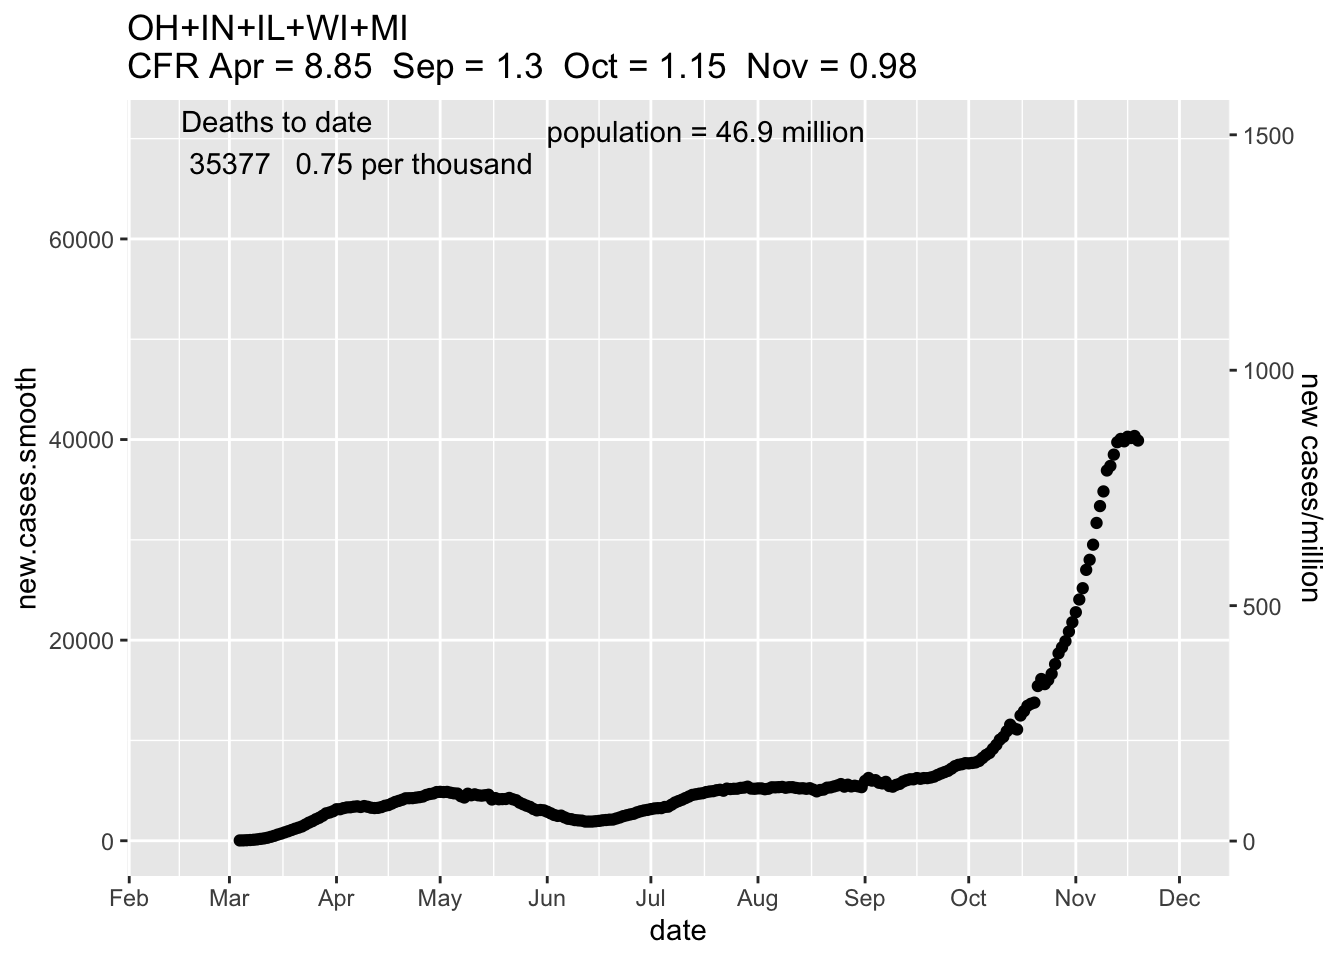 OH+IN+IL+WI+MI
CFR Apr = 8.85  Sep = 1.3  Oct = 1.15  Nov = 0.98
Deaths to date
35377   0.75 per thousand
population = 46.9 million
new.cases.smooth
60000
40000
20000
0
1500
1000
500
0
new cases/million
Feb Mar Apr May Jun Jul Aug Sep Oct Nov Dec
date